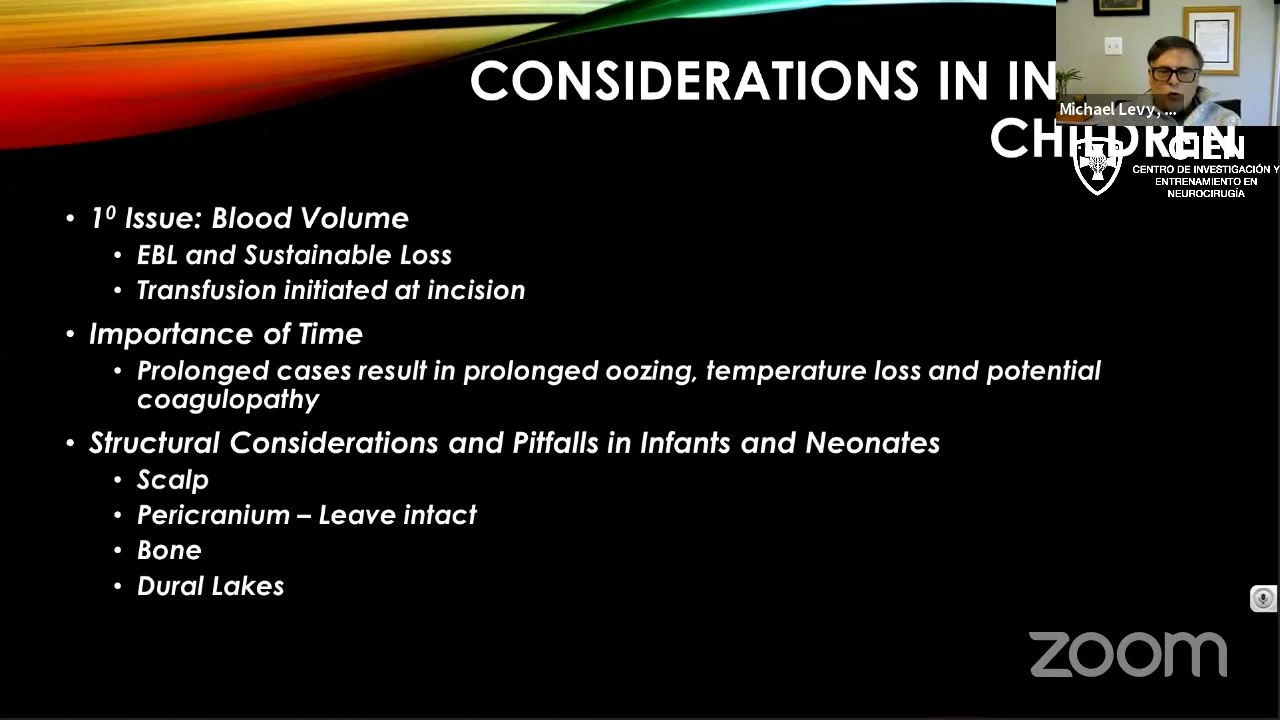 CONSIDERATIONS IN IN
CHILDREN
Michael Levy, ...
CIEN
CENTRO DE INVESTIGACIÓN Y
ENTRENAMIENTO EN
NEUROCIRUGÍA
• 1⁰ Issue: Blood Volume
• EBL and Sustainable Loss
• Transfusion initiated at incision
• Importance of Time
• Prolonged cases result in prolonged oozing, temperature loss and potential
coagulopathy
• Structural Considerations and Pitfalls in Infants and Neonates
• Scalp
• Pericranium – Leave intact
• Bone
• Dural Lakes
zoom